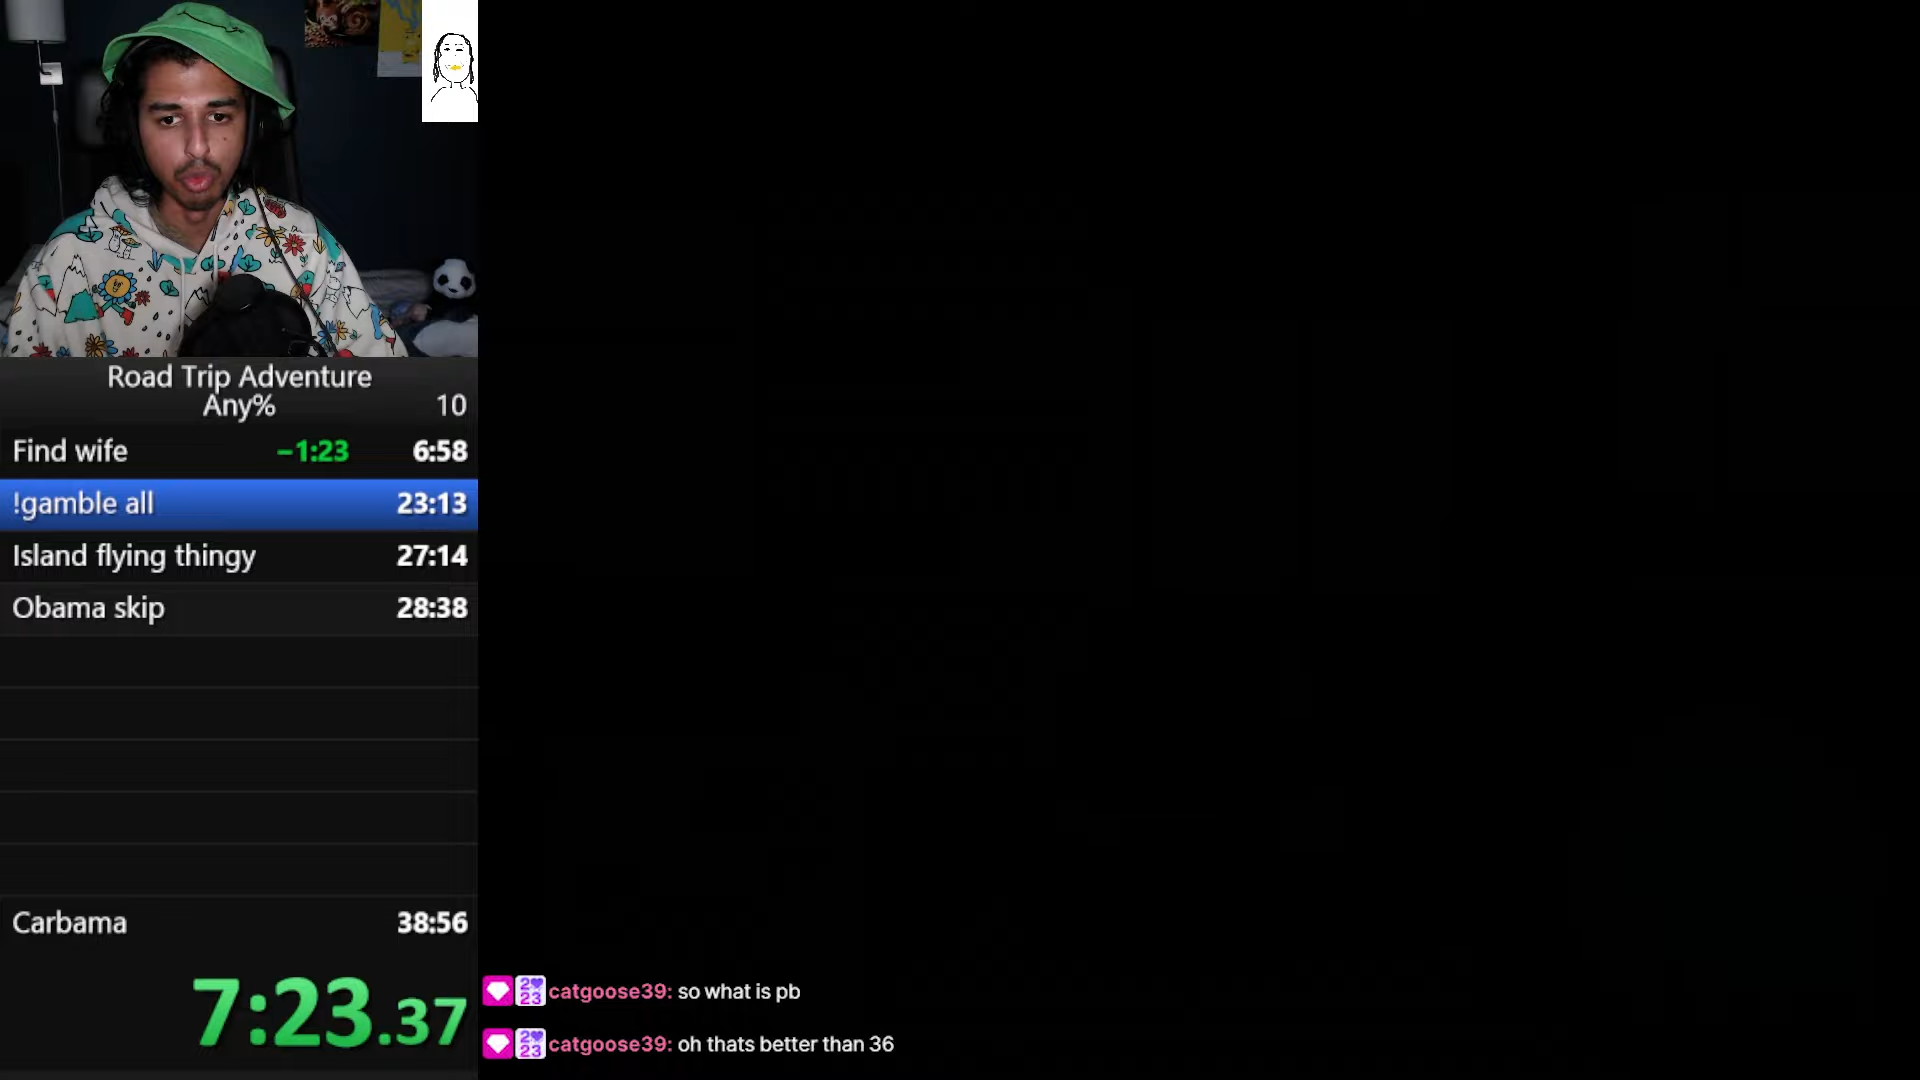 Road Trip Adventure
Any% 10
Find wife −1:23 6:58
!gamble all 23:13
Island flying thingy 27:14
Obama skip 28:38
Carbama 38:56
7:23.37
2023 catgoose39: so what is pb
2023 catgoose39: oh thats better than 36